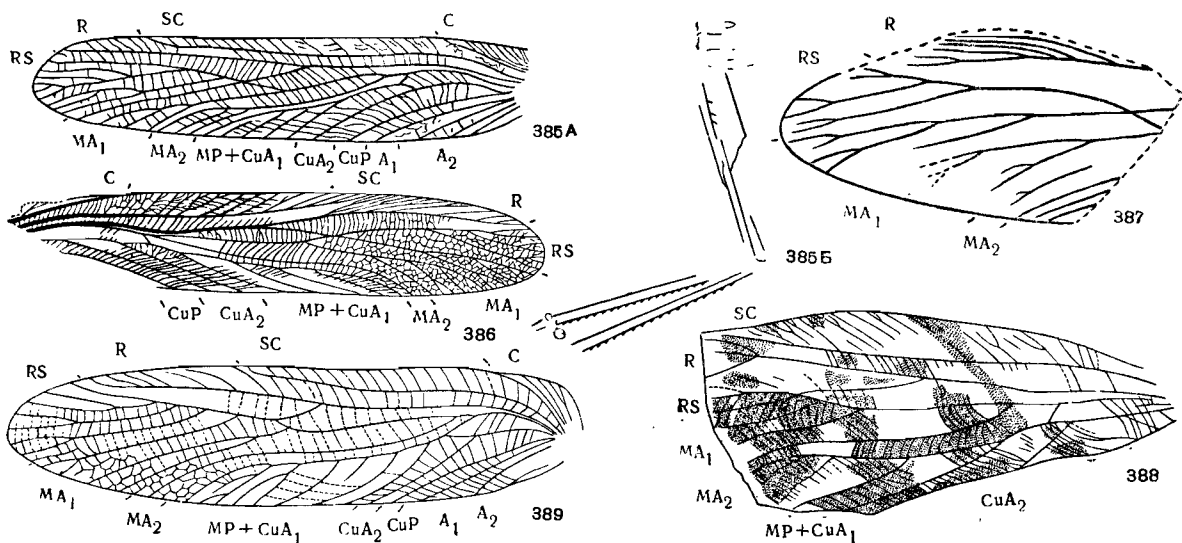 R SC C
RS
385А
MA₁ MA₂ MP+CuA₁ CuA₂ CuP A₁ A₂
C SC
R
RS
CuP CuA₂ MP+CuA₁ MA₂ MA₁
386
R SC C
RS
MA₁ MA₂ MP+CuA₁ CuA₂ CuP A₁ A₂
389
385Б
R
RS
MA₁ MA₂
387
SC
R
RS
MA₁
MA₂
MP+CuA₁ CuA₂
388